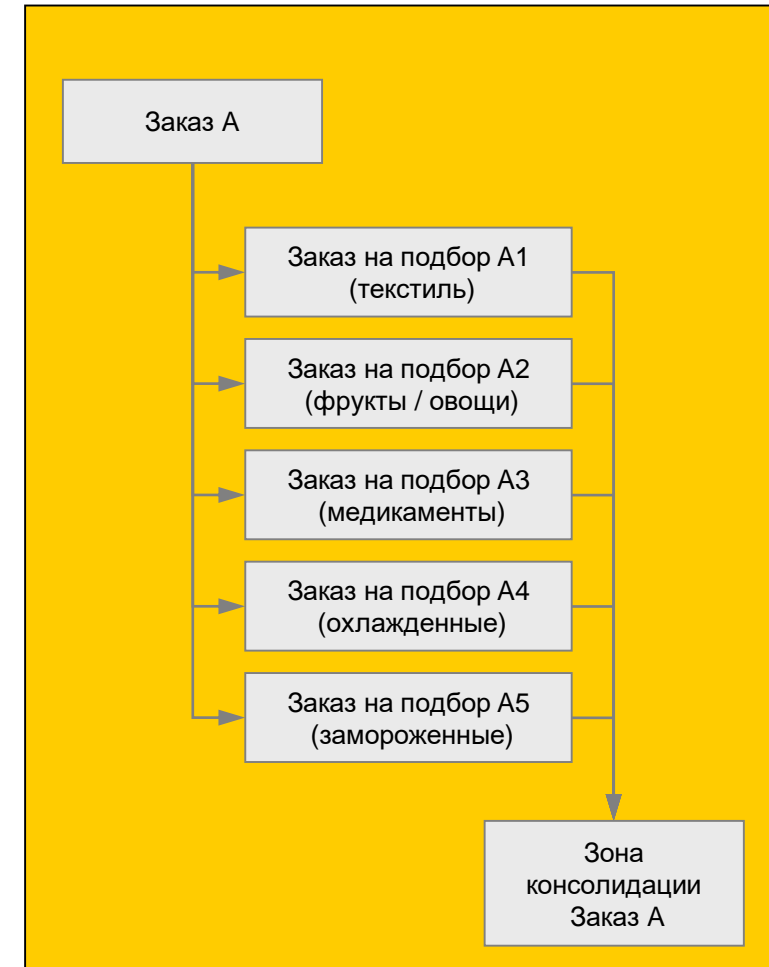 Заказ А
Заказ на подбор А1
(текстиль)
Заказ на подбор А2
(фрукты / овощи)
Заказ на подбор А3
(медикаменты)
Заказ на подбор А4
(охлажденные)
Заказ на подбор А5
(замороженные)
Зона
консолидации
Заказ А